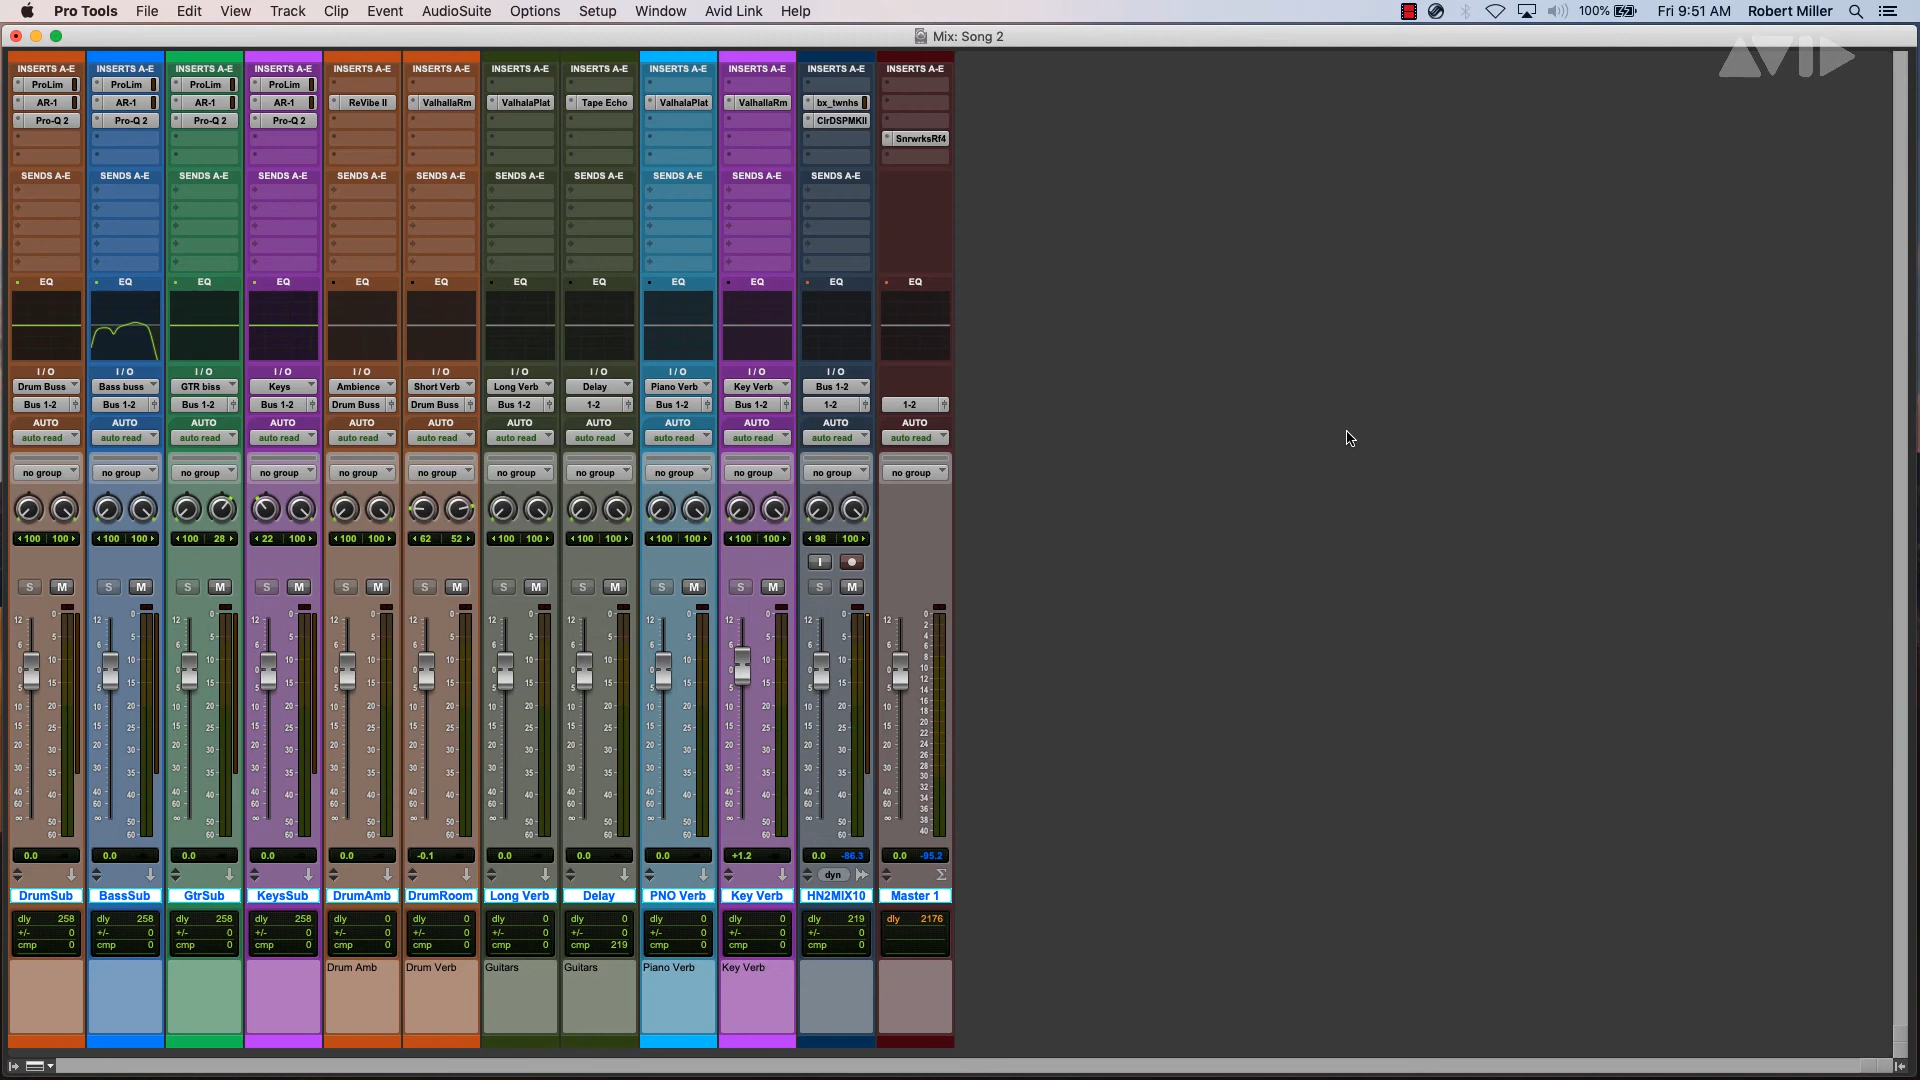 Pro Tools File Edit View Track Clip Event AudioSuite Options Setup Window Avid Link Help 100% Fri 9:51 AM Robert Miller
Mix: Song 2
AVID
INSERTS A-E INSERTS A-E INSERTS A-E INSERTS A-E INSERTS A-E INSERTS A-E INSERTS A-E INSERTS A-E INSERTS A-E INSERTS A-E INSERTS A-E INSERTS A-E
ProLim ProLim ProLim ProLim
AR-1 AR-1 AR-1 AR-1 ReVibe II ValhallaRm ValhalaPlat Tape Echo ValhalaPlat ValhallaRm bx_twnhs
Pro-Q 2 Pro-Q 2 Pro-Q 2 Pro-Q 2 ClrDSPMKII
SnrwrksRf4
SENDS A-E SENDS A-E SENDS A-E SENDS A-E SENDS A-E SENDS A-E SENDS A-E SENDS A-E SENDS A-E SENDS A-E SENDS A-E
EQ EQ EQ EQ EQ EQ EQ EQ EQ EQ EQ EQ
I / O I / O I / O I / O I / O I / O I / O I / O I / O I / O I / O
Drum Buss Bass buss GTR biss Keys Ambience Short Verb Long Verb Delay Piano Verb Key Verb Bus 1-2
Bus 1-2 Bus 1-2 Bus 1-2 Bus 1-2 Drum Buss Drum Buss Bus 1-2 1-2 Bus 1-2 Bus 1-2 1-2 1-2
AUTO AUTO AUTO AUTO AUTO AUTO AUTO AUTO AUTO AUTO AUTO AUTO
auto read auto read auto read auto read auto read auto read auto read auto read auto read auto read auto read auto read
no group no group no group no group no group no group no group no group no group no group no group no group
100 100 100 100 100 28 22 100 100 100 62 52 100 100 100 100 100 100 100 100 98 100
I
S M S M S M S M S M S M S M S M S M S M S M
0.0 0.0 0.0 0.0 0.0 -0.1 0.0 0.0 0.0 +1.2 0.0 -86.3 0.0 -95.2
dyn Σ
DrumSub BassSub GtrSub KeysSub DrumAmb DrumRoom Long Verb Delay PNO Verb Key Verb HN2MIX10 Master 1
dly 258 dly 258 dly 258 dly 258 dly 0 dly 0 dly 0 dly 0 dly 0 dly 0 dly 219 dly 2176
+/- 0 +/- 0 +/- 0 +/- 0 +/- 0 +/- 0 +/- 0 +/- 0 +/- 0 +/- 0 +/- 0
cmp 0 cmp 0 cmp 0 cmp 0 cmp 0 cmp 0 cmp 0 cmp 219 cmp 0 cmp 0 cmp 0
Drum Amb Drum Verb Guitars Guitars Piano Verb Key Verb